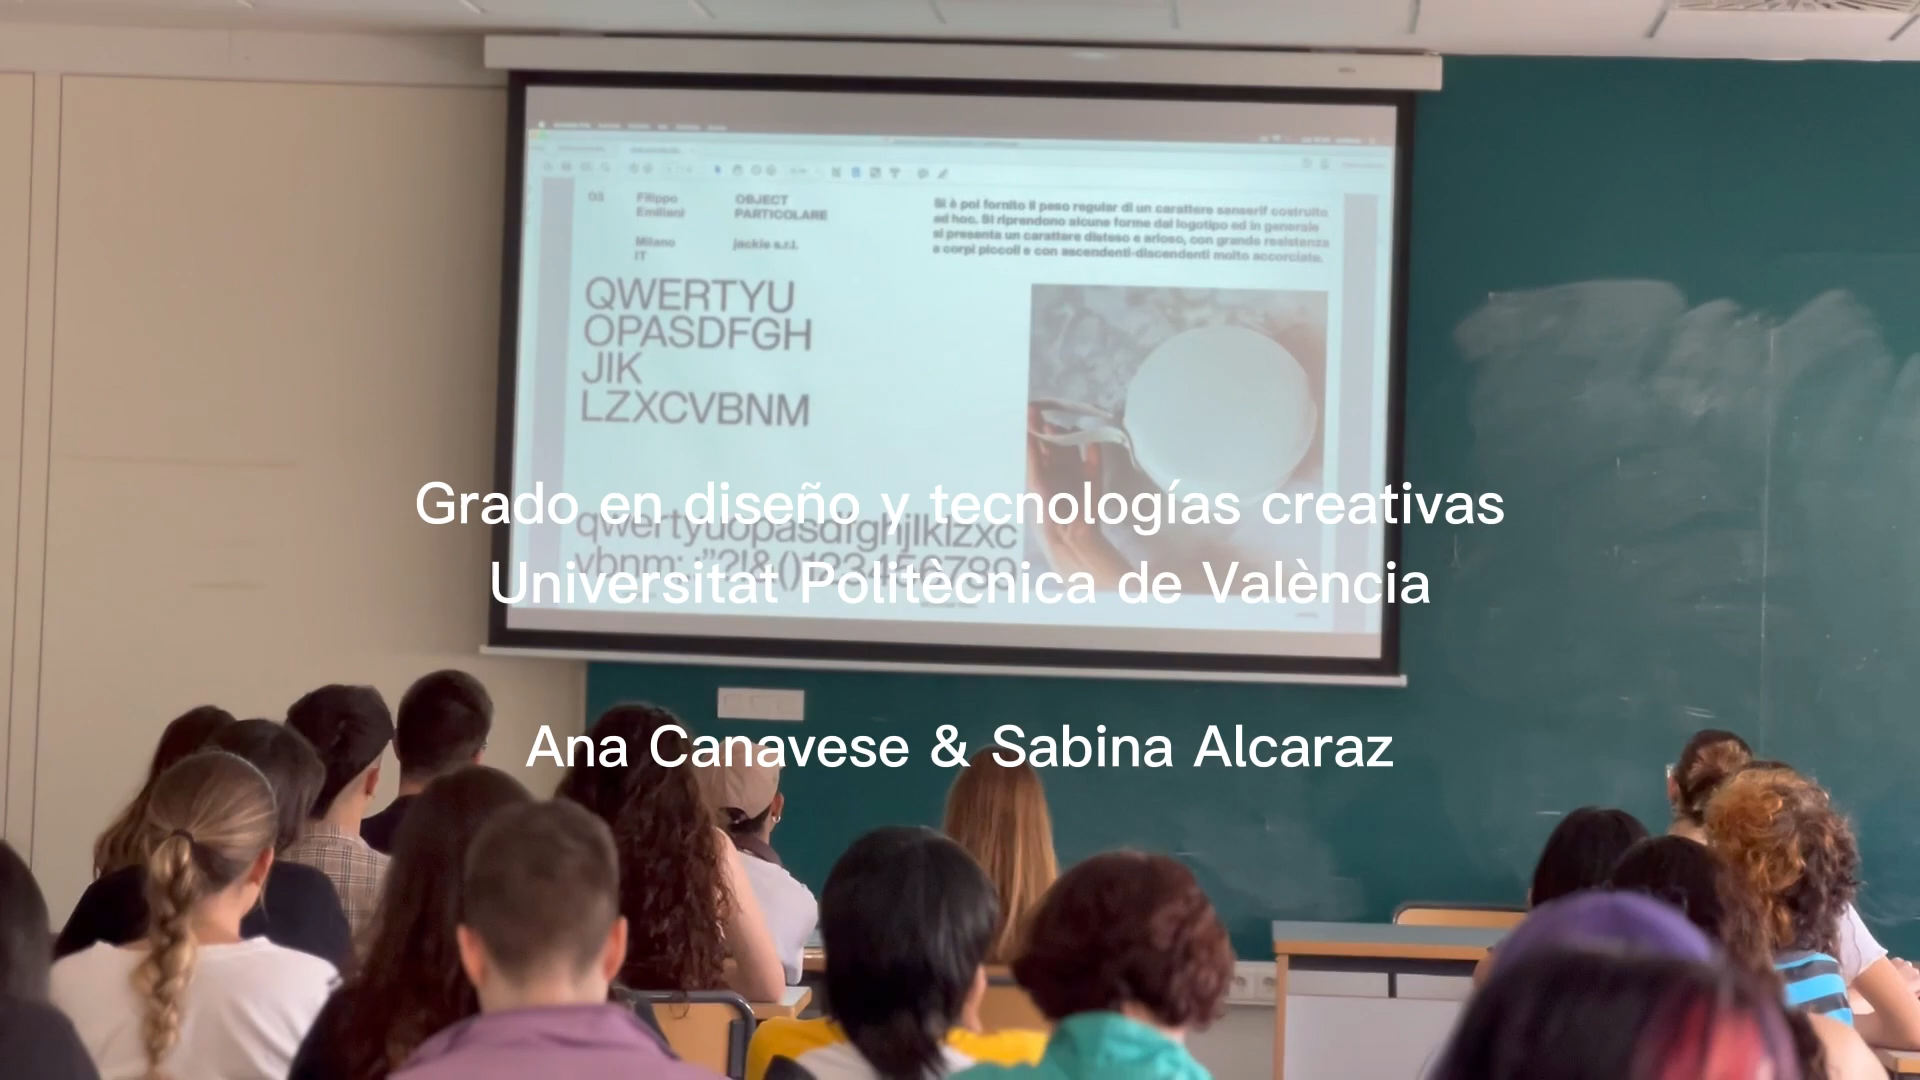 03 Filippo Emiliani OBJECT PARTICOLARE
Milano IT jackie s.r.l.
Si è poi fornito il peso regular di un carattere sanserif costruito
ad hoc. Si riprendono alcune forme dal logotipo ed in generale
si presenta un carattere disteso e arioso, con grande resistenza
a corpi piccoli e con ascendenti-discendenti molto accorciate.
QWERTYU
OPASDFGH
JIK
LZXCVBNM
qwertyuopasdfghjlklzxc
Grado en diseño y tecnologías creativas
Universitat Politècnica de València
Ana Canavese & Sabina Alcaraz